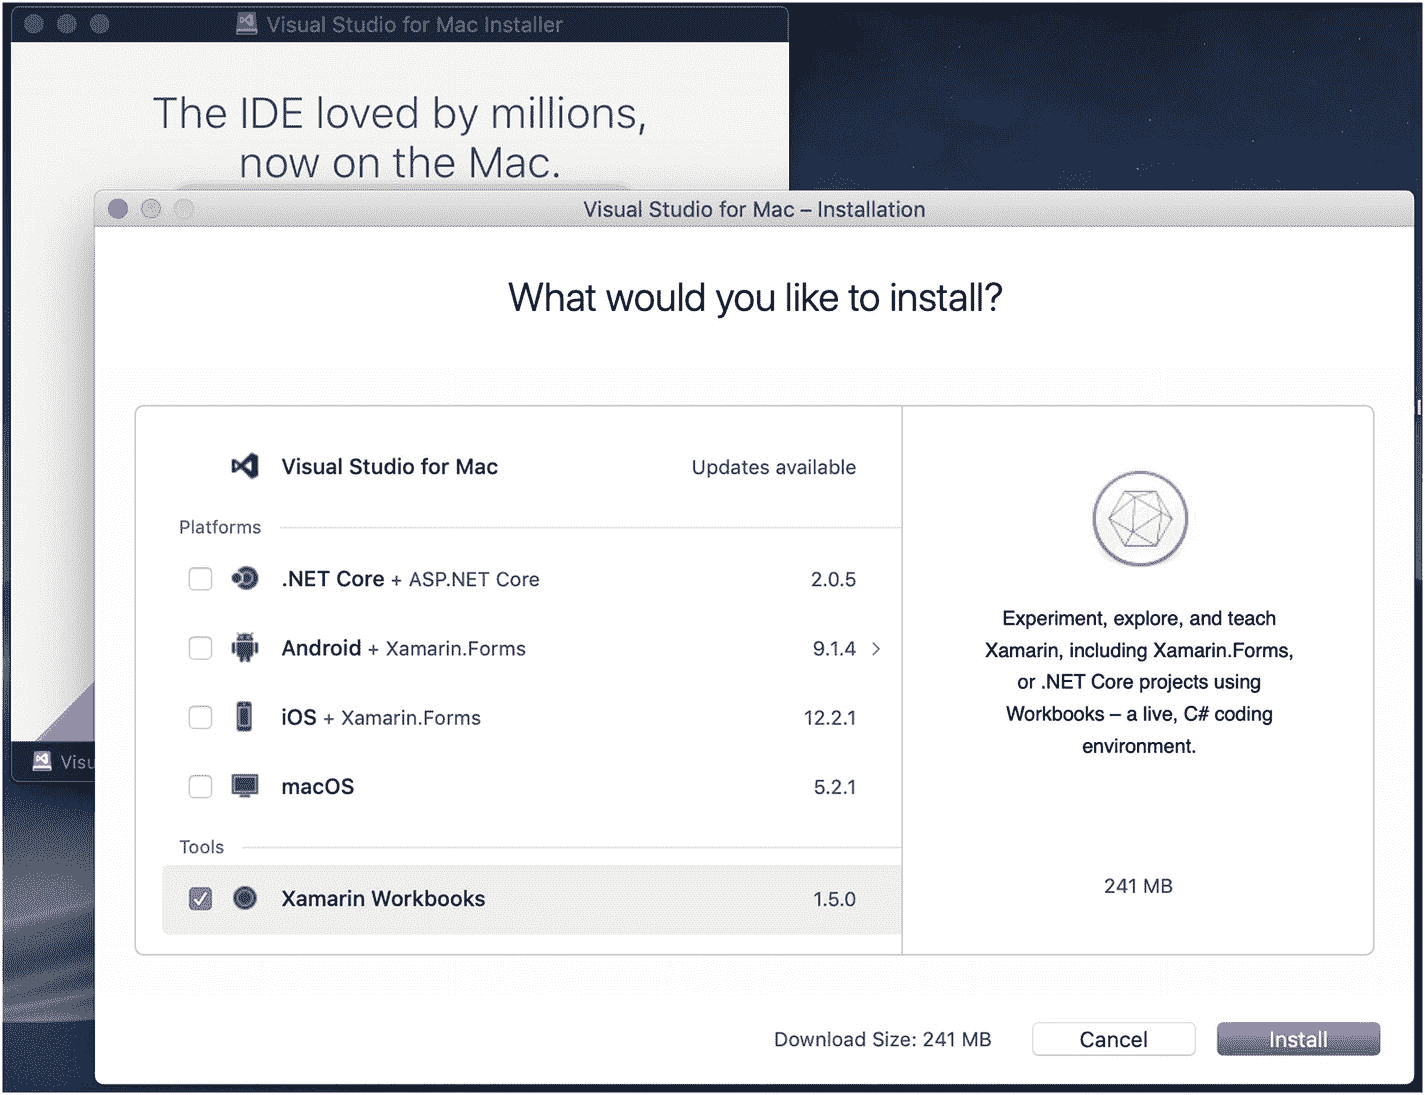 Visual Studio for Mac Installer
The IDE loved by millions,
now on the Mac.
Visual Studio for Mac – Installation
What would you like to install?
Visual Studio for Mac Updates available
Platforms
.NET Core + ASP.NET Core 2.0.5
Android + Xamarin.Forms 9.1.4
iOS + Xamarin.Forms 12.2.1
macOS 5.2.1
Tools
Xamarin Workbooks 1.5.0
Experiment, explore, and teach
Xamarin, including Xamarin.Forms,
or .NET Core projects using
Workbooks – a live, C# coding
environment.
241 MB
Visu
Download Size: 241 MB
Cancel
Install